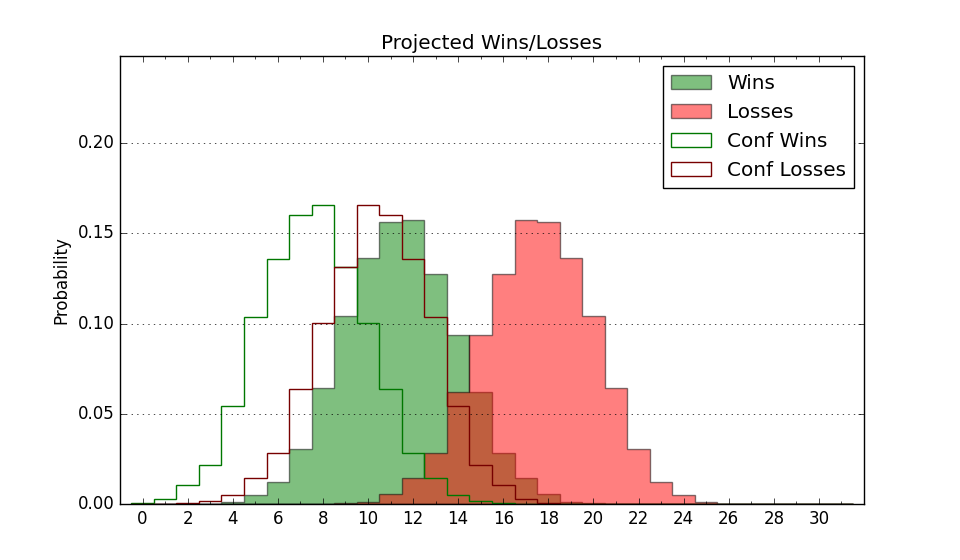 Projected Wins/Losses
Wins
Losses
Conf Wins
Conf Losses
Probability
0.20
0.15
0.10
0.05
0.00
0 2 4 6 8 10 12 14 16 18 20 22 24 26 28 30